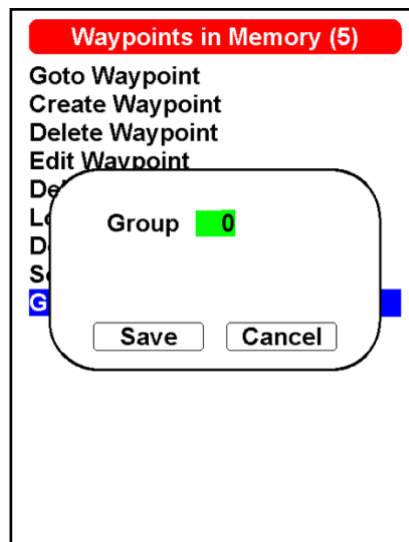 Waypoints in Memory (5)
Goto Waypoint
Create Waypoint
Delete Waypoint
Edit Waypoint
Group 0
Save Cancel